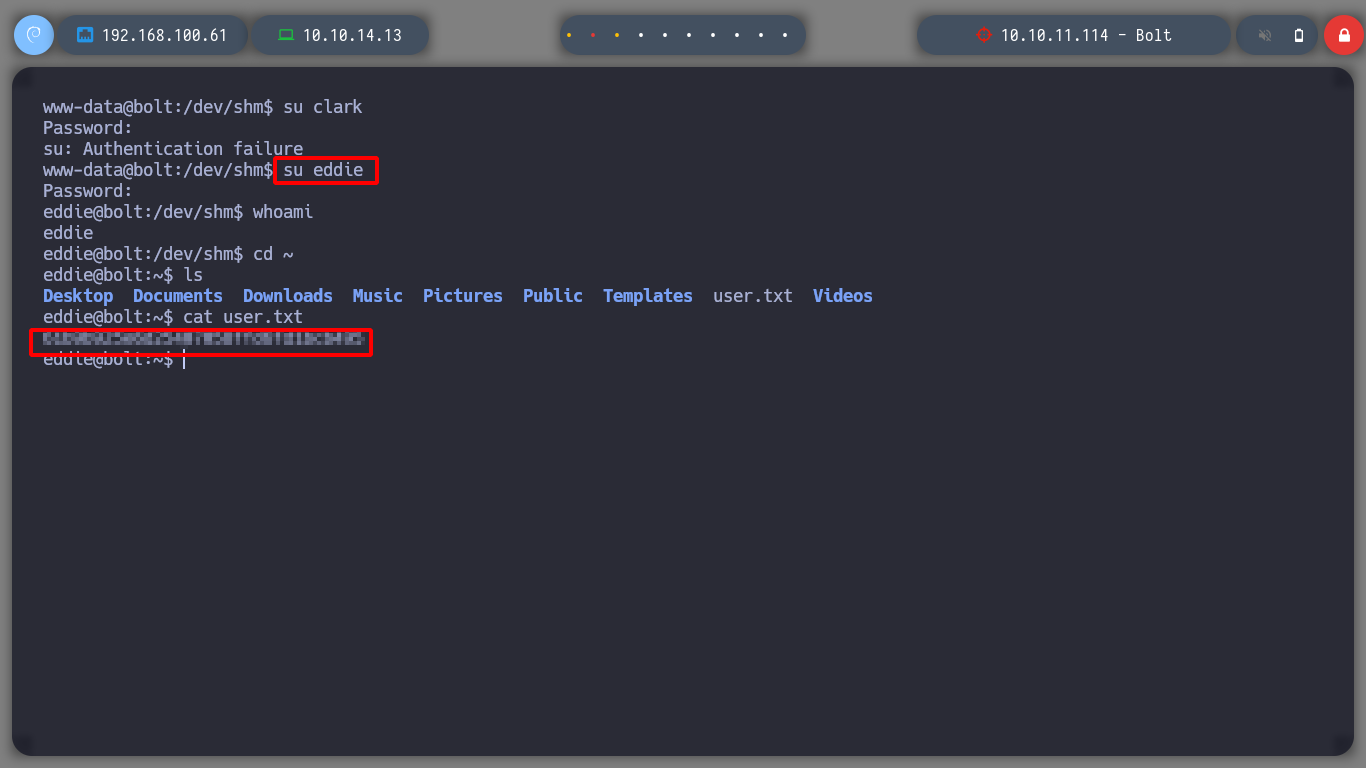 192.168.100.61 10.10.14.13 10.10.11.114 - Bolt
www-data@bolt:/dev/shm$ su clark
Password:
su: Authentication failure
www-data@bolt:/dev/shm$ su eddie
Password:
eddie@bolt:/dev/shm$ whoami
eddie
eddie@bolt:/dev/shm$ cd ~
eddie@bolt:~$ ls
Desktop Documents Downloads Music Pictures Public Templates user.txt Videos
eddie@bolt:~$ cat user.txt
eddie@bolt:~$